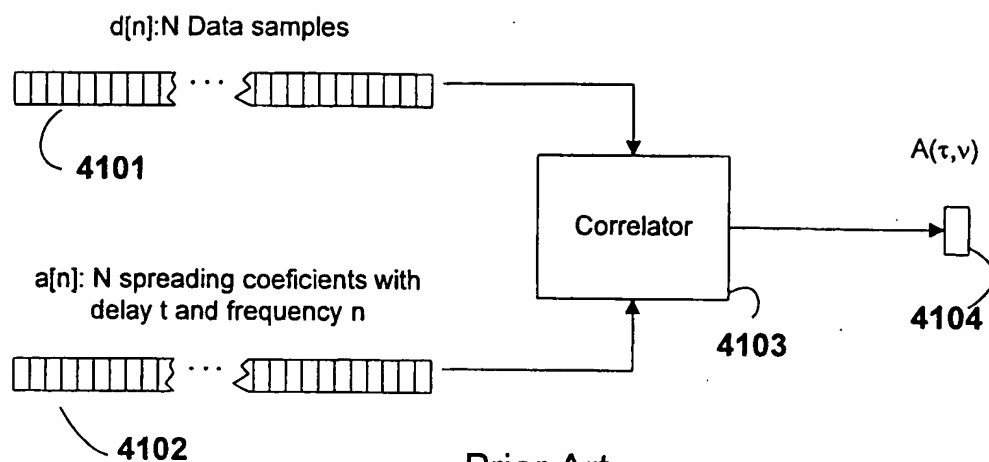 d[n]:N Data samples
4101
A(τ,ν)
Correlator
a[n]: N spreading coeficients with
delay t and frequency n
4103
4104
4102
Prior Art